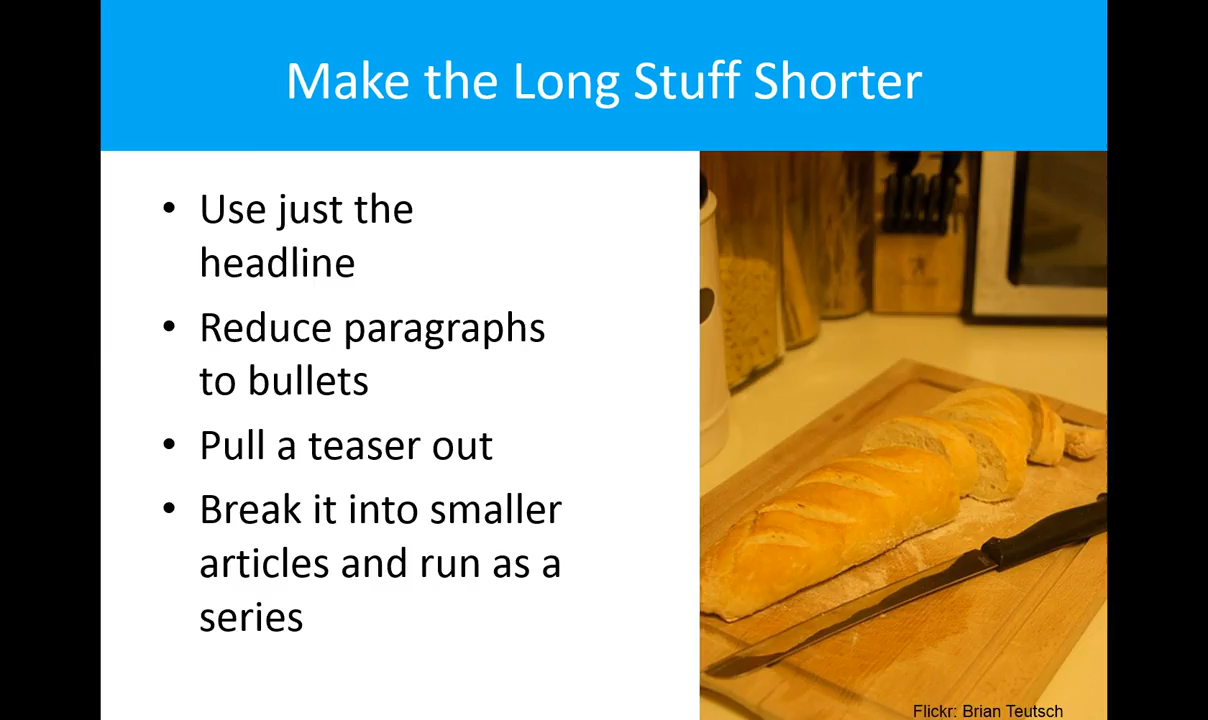 Make the Long Stuff Shorter
• Use just the
headline
• Reduce paragraphs
to bullets
• Pull a teaser out
• Break it into smaller
articles and run as a
series
Flickr: Brian Teutsch